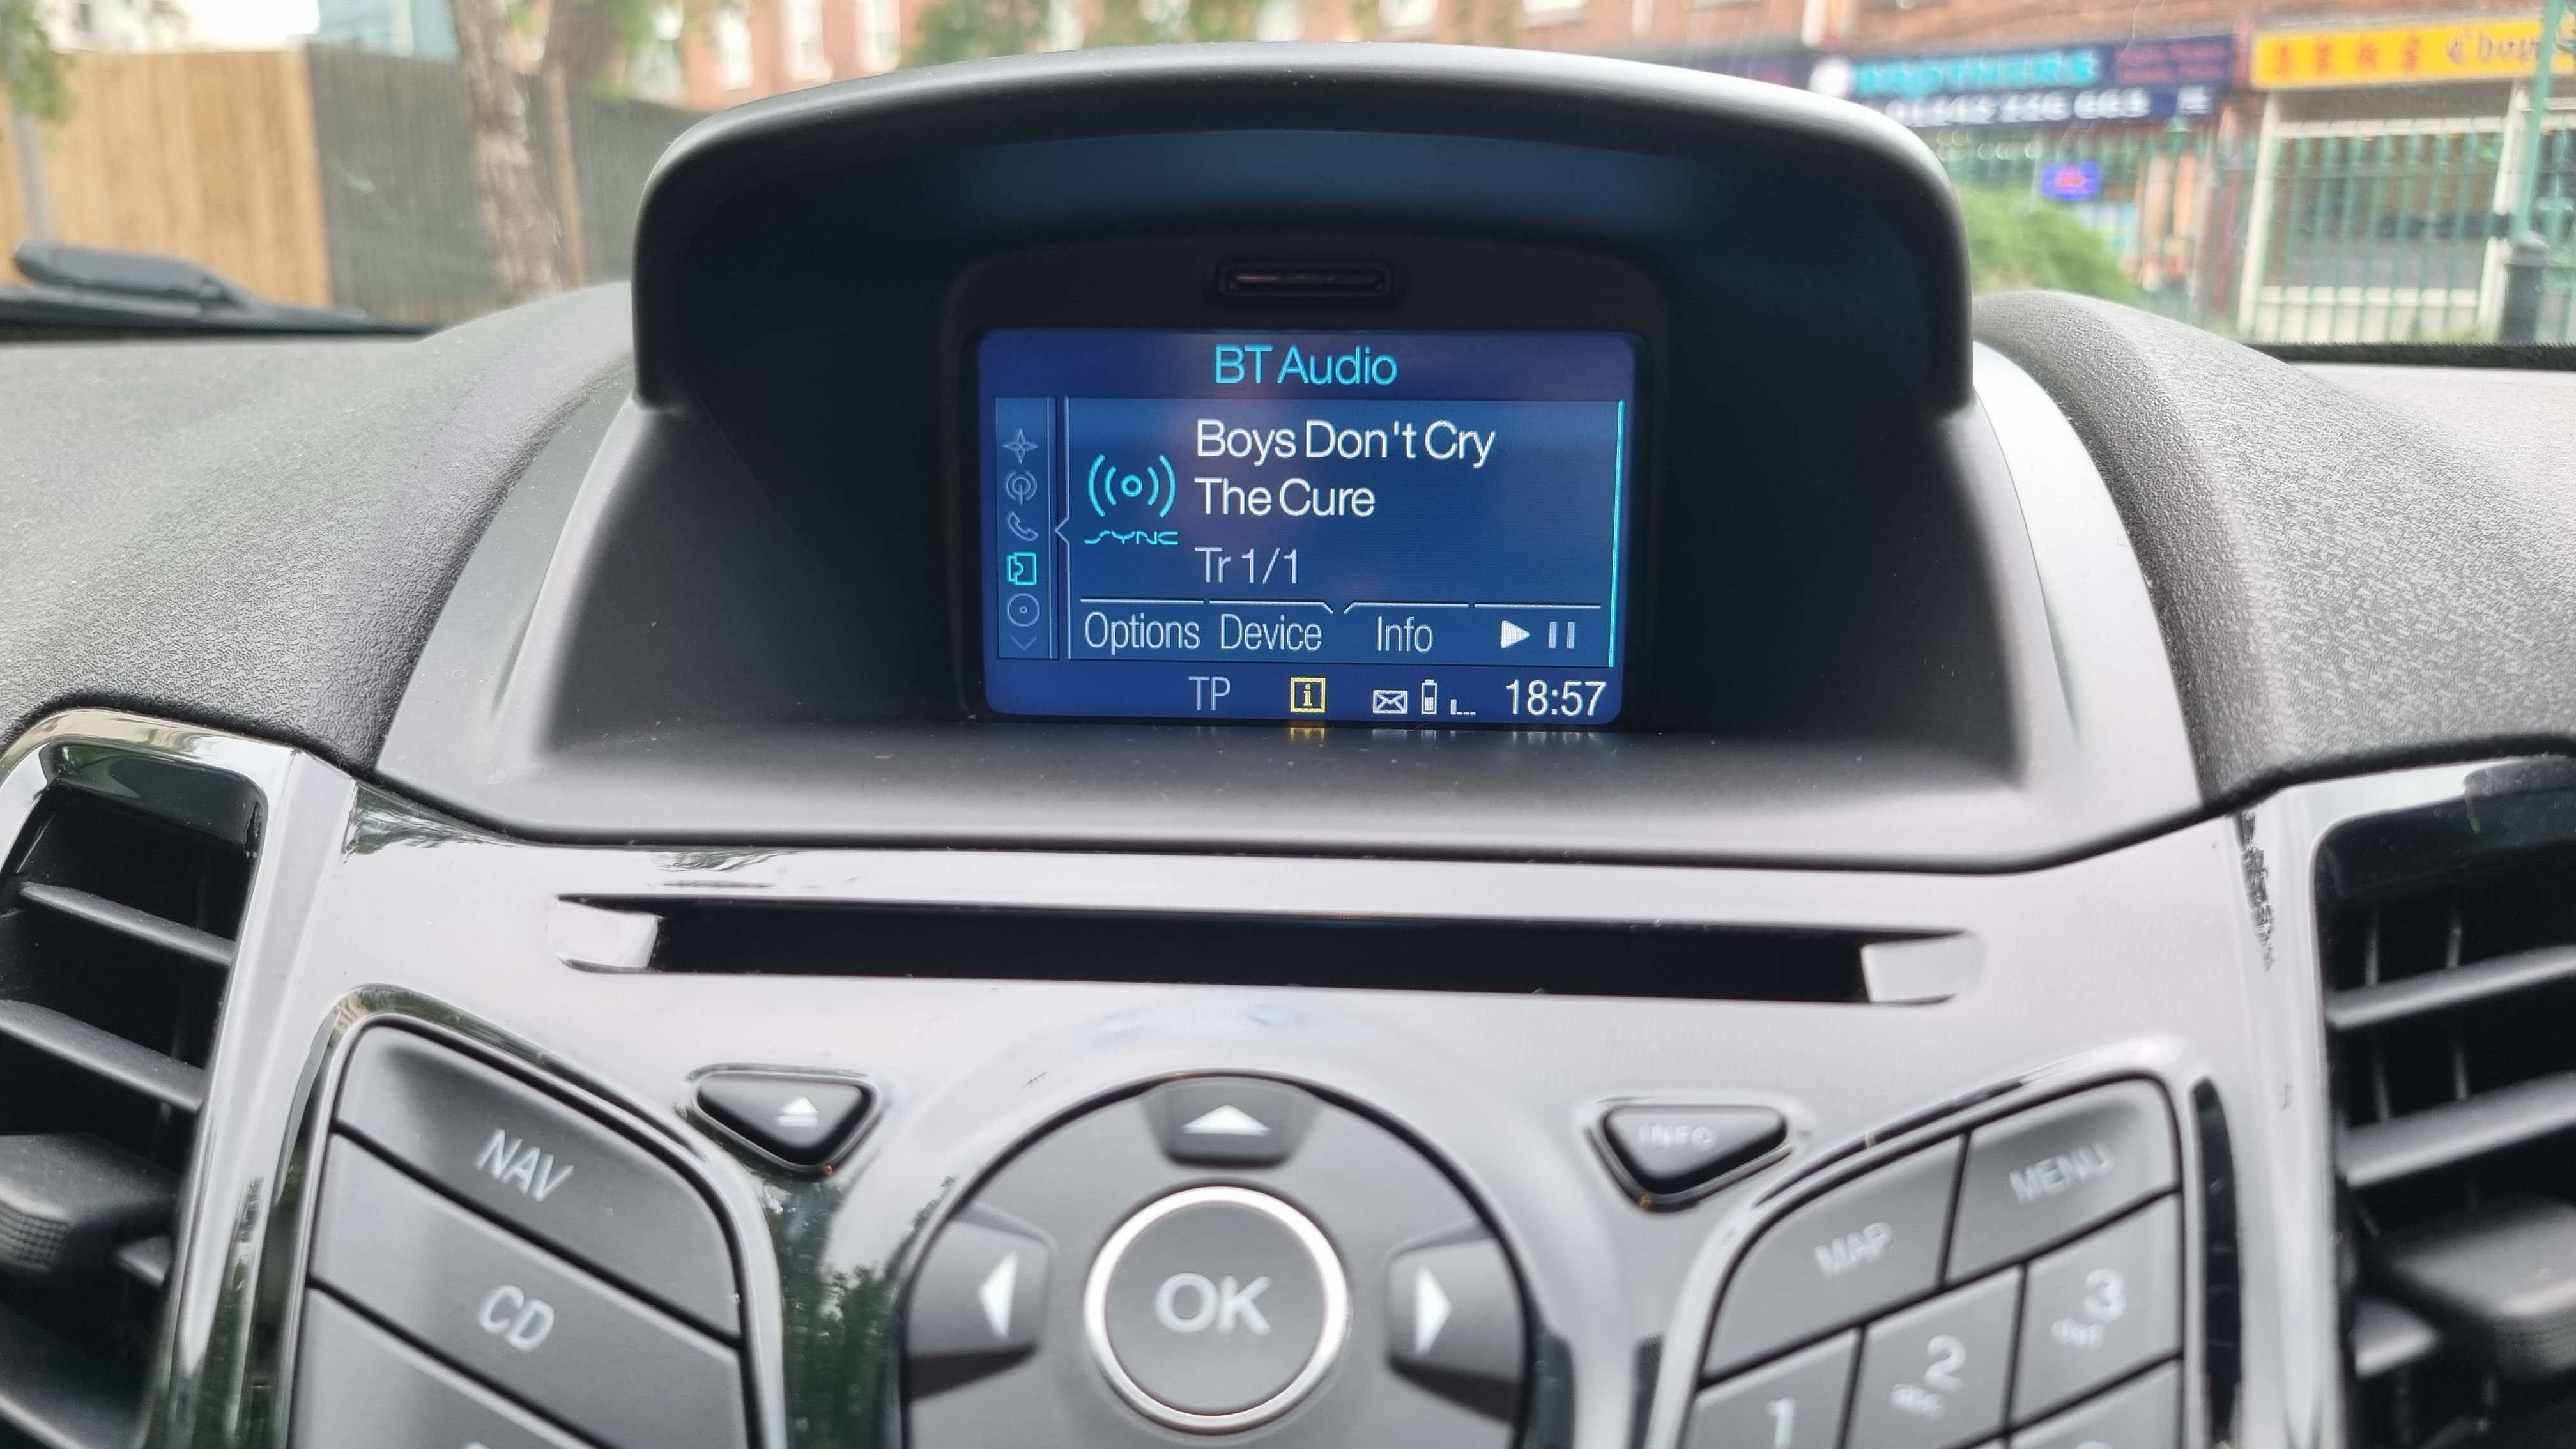 BT Audio
Boys Don't Cry
The Cure
SYNC
Tr 1/1
Options Device Info
TP i 18:57
INFO
NAV
MENU
MAP
CD
OK
3
2 abc
1